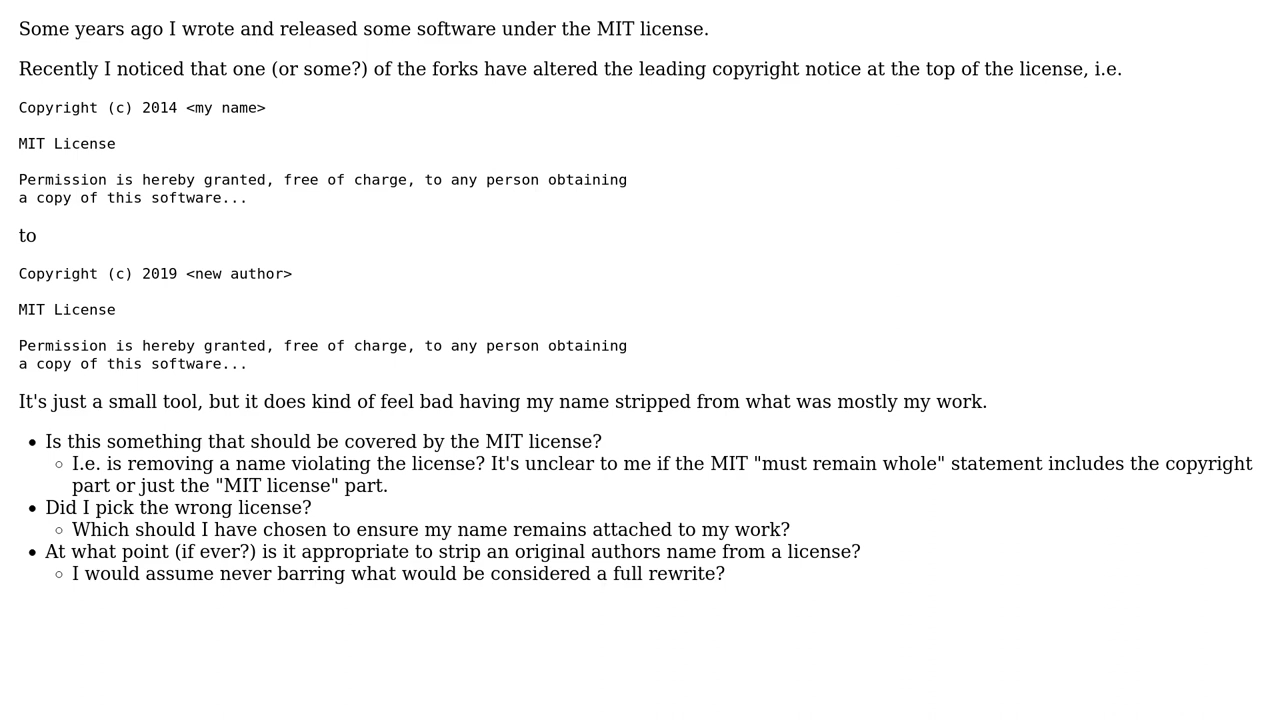 Some years ago I wrote and released some software under the MIT license.
Recently I noticed that one (or some?) of the forks have altered the leading copyright notice at the top of the license, i.e.
Copyright (c) 2014 <my name>
MIT License
Permission is hereby granted, free of charge, to any person obtaining
a copy of this software...
to
Copyright (c) 2019 <new author>
MIT License
Permission is hereby granted, free of charge, to any person obtaining
a copy of this software...
It's just a small tool, but it does kind of feel bad having my name stripped from what was mostly my work.
• Is this something that should be covered by the MIT license?
◦ I.e. is removing a name violating the license? It's unclear to me if the MIT "must remain whole" statement includes the copyright
part or just the "MIT license" part.
• Did I pick the wrong license?
◦ Which should I have chosen to ensure my name remains attached to my work?
• At what point (if ever?) is it appropriate to strip an original authors name from a license?
◦ I would assume never barring what would be considered a full rewrite?